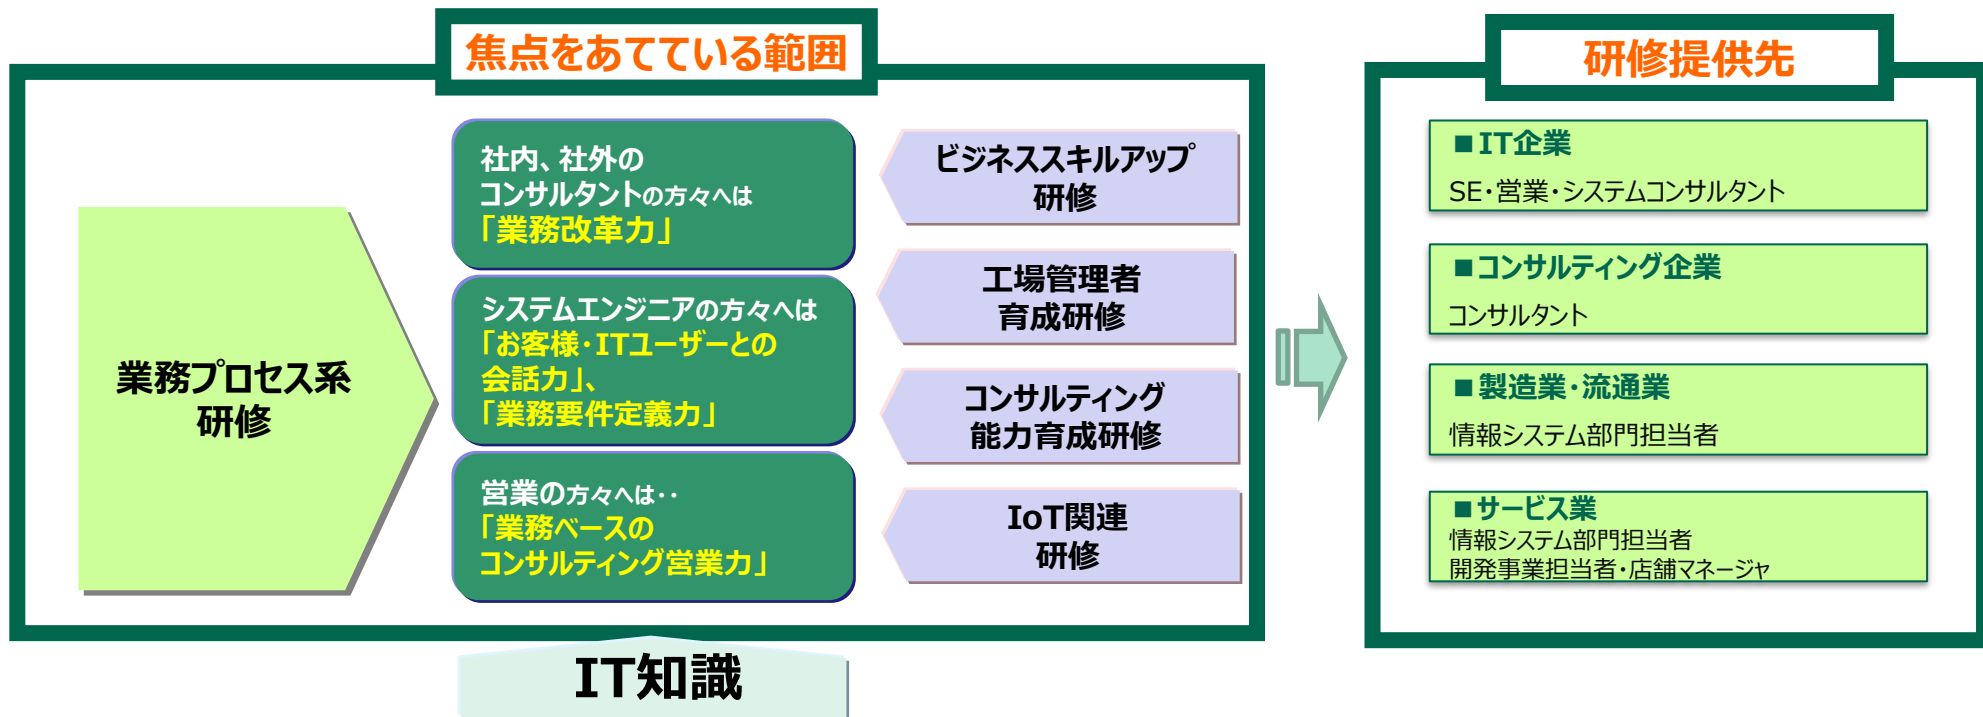 焦点をあてている範囲
業務プロセス系
研修
社内、社外の
コンサルタントの方々へは
「業務改革力」
システムエンジニアの方々へは
「お客様・ITユーザーとの
会話力」、
「業務要件定義力」
営業の方々へは‥
「業務ベースの
コンサルティング営業力」
ビジネススキルアップ
研修
工場管理者
育成研修
コンサルティング
能力育成研修
IoT関連
研修
IT知識
研修提供先
■IT企業
SE・営業・システムコンサルタント
■コンサルティング企業
コンサルタント
■製造業・流通業
情報システム部門担当者
■サービス業
情報システム部門担当者
開発事業担当者・店舗マネージャ